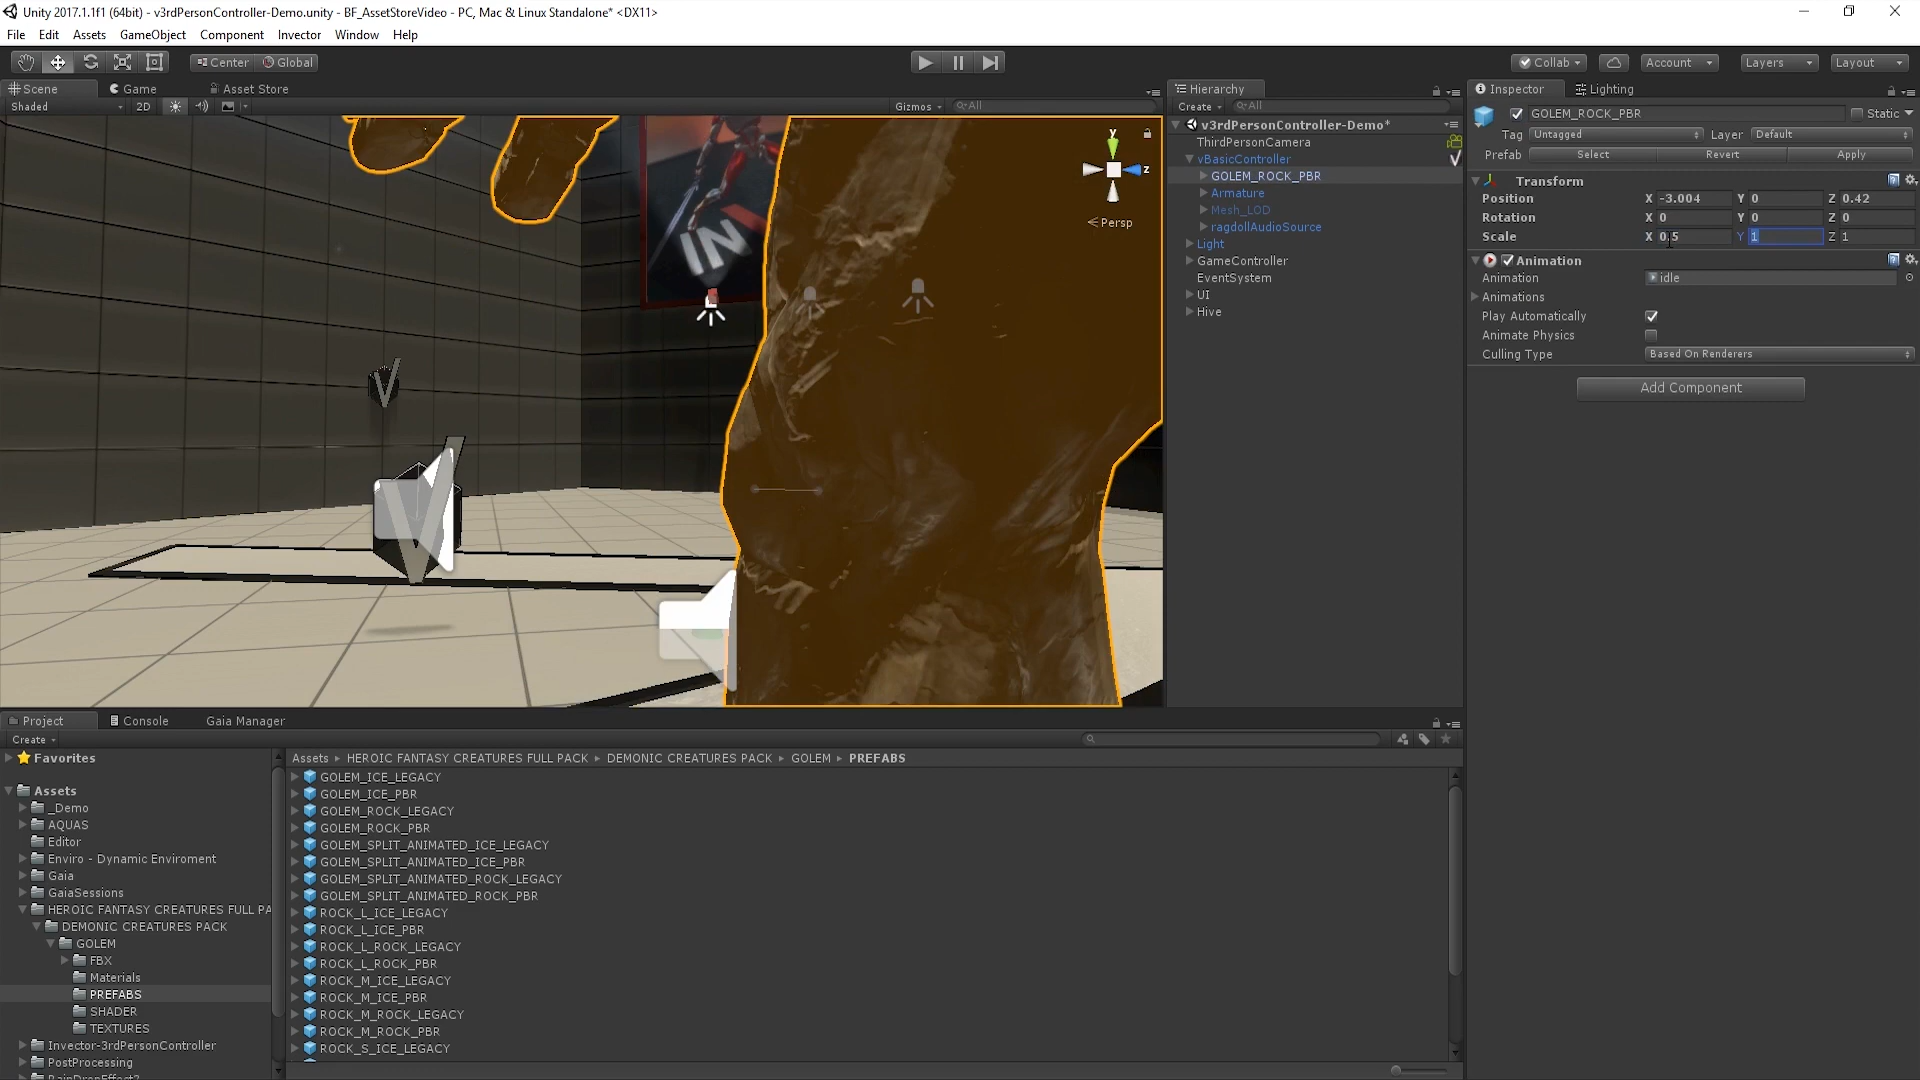 Unity 2017.1.1f1 (64bit) - v3rdPersonController-Demo.unity - BF_AssetStoreVideo - PC, Mac & Linux Standalone* <DX11>
File Edit Assets GameObject Component Invector Window Help
Center Global Collab Account Layers Layout
Scene Game Asset Store
Shaded 2D Gizmos All
IN
y
z
Persp
Hierarchy
Create All
v3rdPersonController-Demo*
ThirdPersonCamera
vBasicController
GOLEM_ROCK_PBR
Armature
Mesh_LOD
ragdollAudioSource
Light
GameController
EventSystem
UI
Hive
Inspector Lighting
GOLEM_ROCK_PBR Static
Tag Untagged Layer Default
Prefab Select Revert Apply
Transform
Position X -3.004 Y 0 Z 0.42
Rotation X 0 Y 0 Z 0
Scale X 0.5 Y 1 Z 1
Animation
Animation idle
Animations
Play Automatically
Animate Physics
Culling Type Based On Renderers
Add Component
Project Console Gaia Manager
Create
Favorites
Assets
_Demo
AQUAS
Editor
Enviro - Dynamic Enviroment
Gaia
GaiaSessions
HEROIC FANTASY CREATURES FULL PA
DEMONIC CREATURES PACK
GOLEM
FBX
Materials
PREFABS
SHADER
TEXTURES
Invector-3rdPersonController
PostProcessing
Assets HEROIC FANTASY CREATURES FULL PACK DEMONIC CREATURES PACK GOLEM PREFABS
GOLEM_ICE_LEGACY
GOLEM_ICE_PBR
GOLEM_ROCK_LEGACY
GOLEM_ROCK_PBR
GOLEM_SPLIT_ANIMATED_ICE_LEGACY
GOLEM_SPLIT_ANIMATED_ICE_PBR
GOLEM_SPLIT_ANIMATED_ROCK_LEGACY
GOLEM_SPLIT_ANIMATED_ROCK_PBR
ROCK_L_ICE_LEGACY
ROCK_L_ICE_PBR
ROCK_L_ROCK_LEGACY
ROCK_L_ROCK_PBR
ROCK_M_ICE_LEGACY
ROCK_M_ICE_PBR
ROCK_M_ROCK_LEGACY
ROCK_M_ROCK_PBR
ROCK_S_ICE_LEGACY